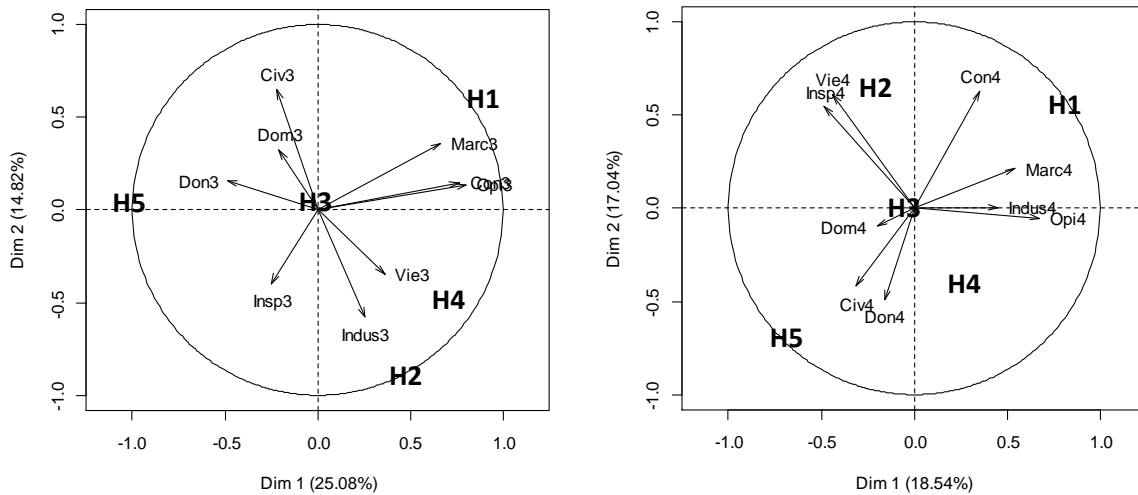 1.0
0.5
0.0
-0.5
-1.0
Dim 2 (14.82%)
Civ3
H1
Dom3
Marc3
Don3
Con3
Opi3
H5
H3
Vie3
Insp3
H4
Indus3
H2
-1.0 -0.5 0.0 0.5 1.0
Dim 1 (25.08%)
1.0
0.5
0.0
-0.5
-1.0
Dim 2 (17.04%)
Vie4
H2
Con4
Insp4
H1
Marc4
H3
Indus4
Dom4
Opi4
H4
Civ4
Don4
H5
-1.0 -0.5 0.0 0.5 1.0
Dim 1 (18.54%)